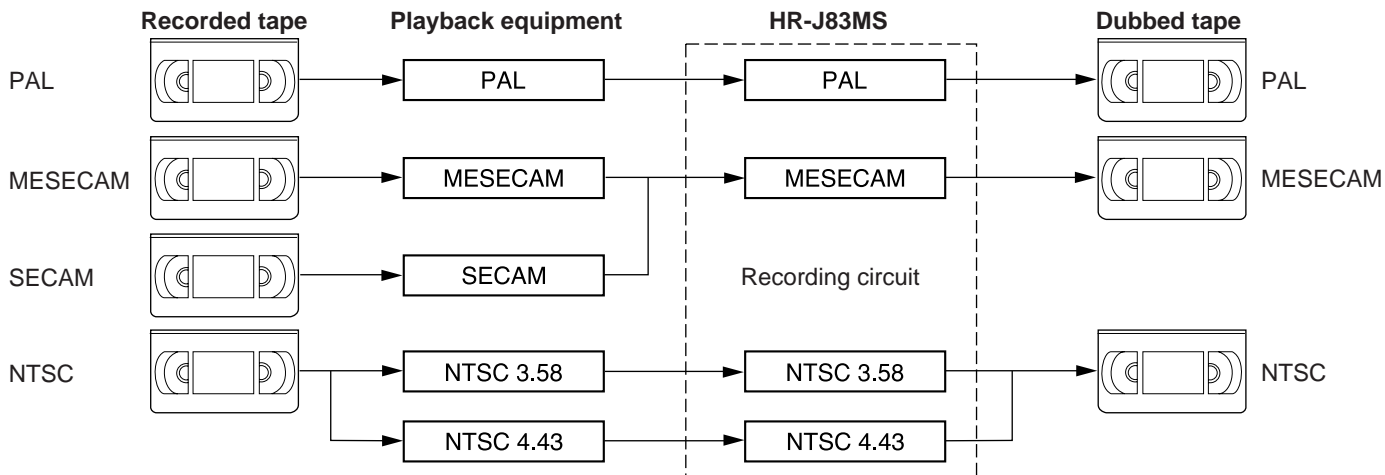 Recorded tape Playback equipment HR-J83MS Dubbed tape
PAL PAL PAL PAL
MESECAM MESECAM MESECAM MESECAM
SECAM SECAM Recording circuit
NTSC NTSC 3.58 NTSC 3.58 NTSC
NTSC 4.43 NTSC 4.43